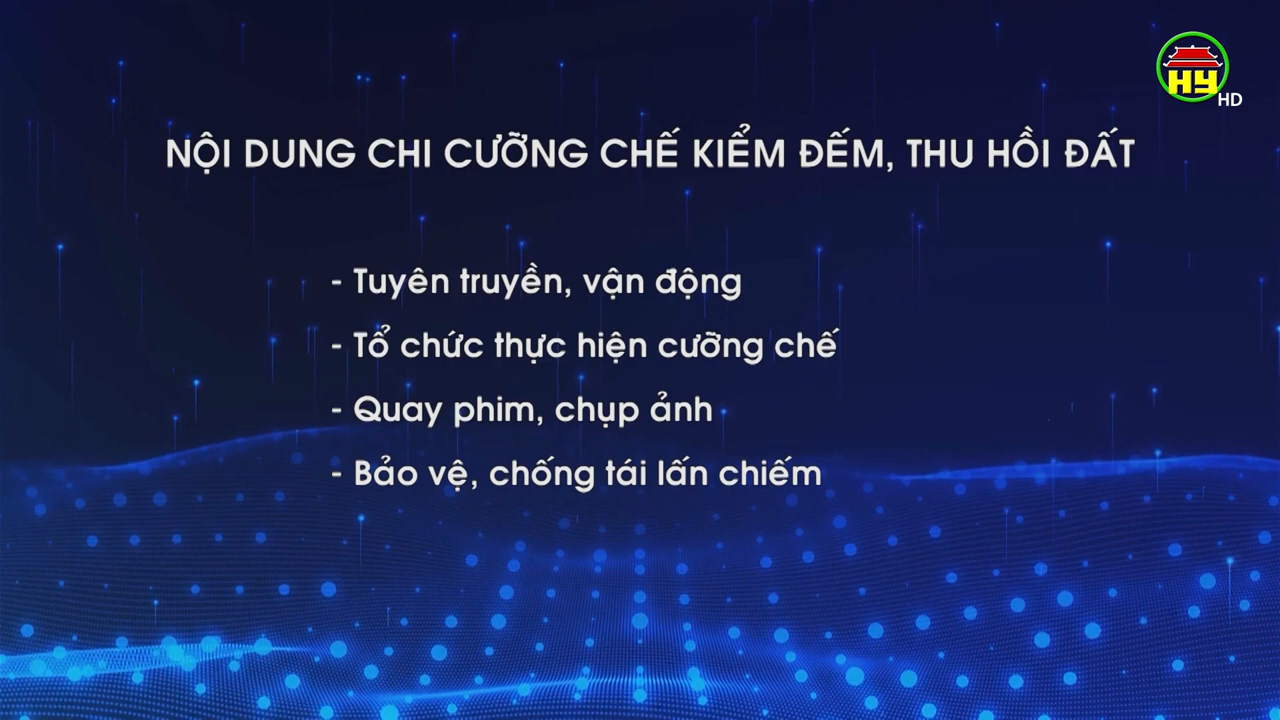 HY
HD
NỘI DUNG CHI CƯỠNG CHẾ KIỂM ĐẾM, THU HỒI ĐẤT
- Tuyên truyền, vận động
- Tổ chức thực hiện cưỡng chế
- Quay phim, chụp ảnh
- Bảo vệ, chống tái lấn chiếm